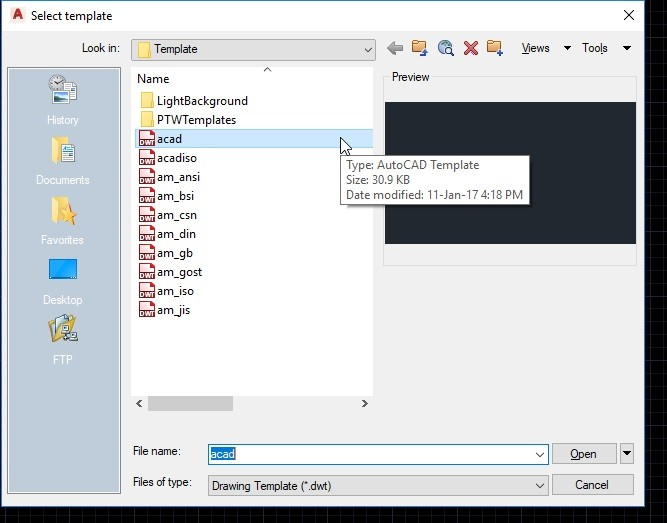 Select template
Look in: Template Views Tools
Name
LightBackground
PTWTemplates
acad
acadiso
am_ansi
am_bsi
am_csn
am_din
am_gb
am_gost
am_iso
am_jis
Type: AutoCAD Template
Size: 30.9 KB
Date modified: 11-Jan-17 4:18 PM
Preview
History
Documents
Favorites
Desktop
FTP
File name: acad Open
Files of type: Drawing Template (*.dwt) Cancel